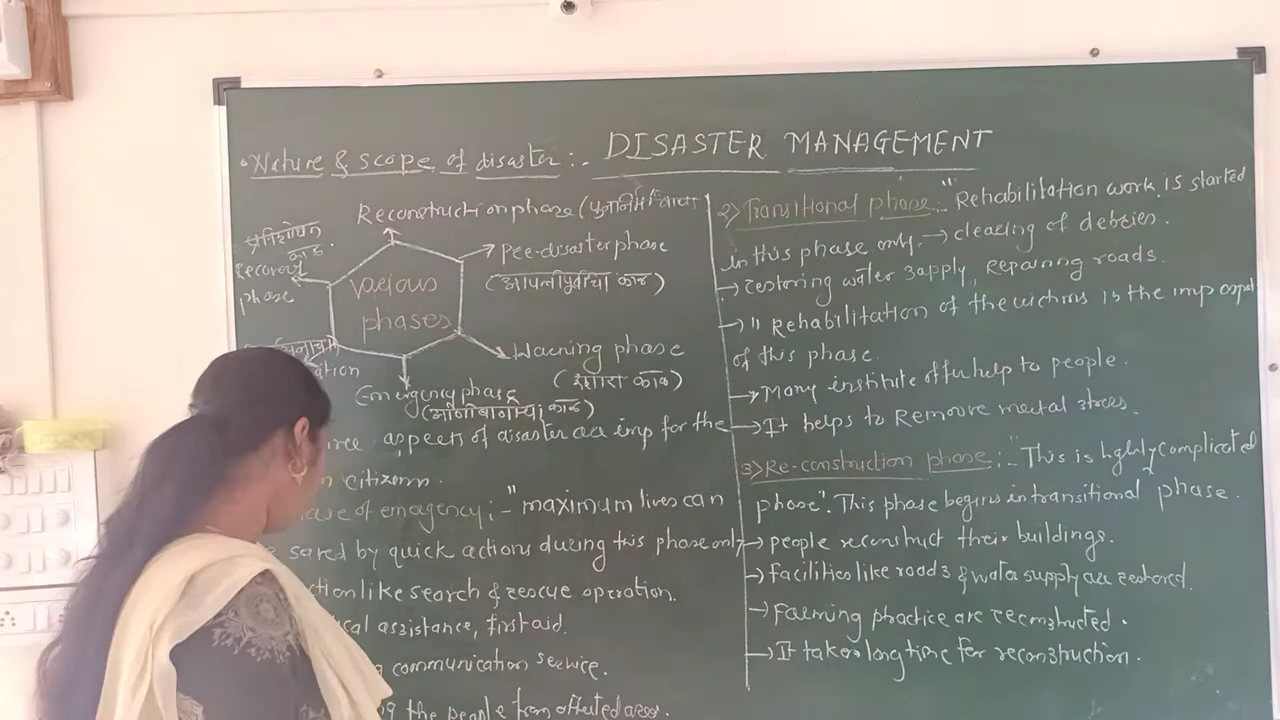 DISASTER MANAGEMENT
Nature & scope of disaster :-
Reconstruction phase (
Pre-disaster phase
Recovery
phase
various
phases
Warning phase
(इशारा काळ)
Emergency phase
aspects of disaster are imp for the
citizens.
of emagency :- "maximum lives can
saved by quick actions during this phase only
like search & rescue operation.
assistance, first aid.
communication service.
the people from affected areas.
2) Transitional phase :- "Rehabilitation work is started
in this phase only. → clearing of debries.
→ restoring water supply, repairing roads.
→ " Rehabilitation of the victims is the imp aspect
of this phase.
→ Many institute offer help to people.
→ It helps to Remove mental stress.
3) Re-construction phase :- "This is highly complicated
phase". This phase begins in transitional phase.
→ people reconstruct their buildings.
→ facilities like roads & water supply are restored.
→ Farming practice are reconstructed.
→ It takes long time for reconstruction.